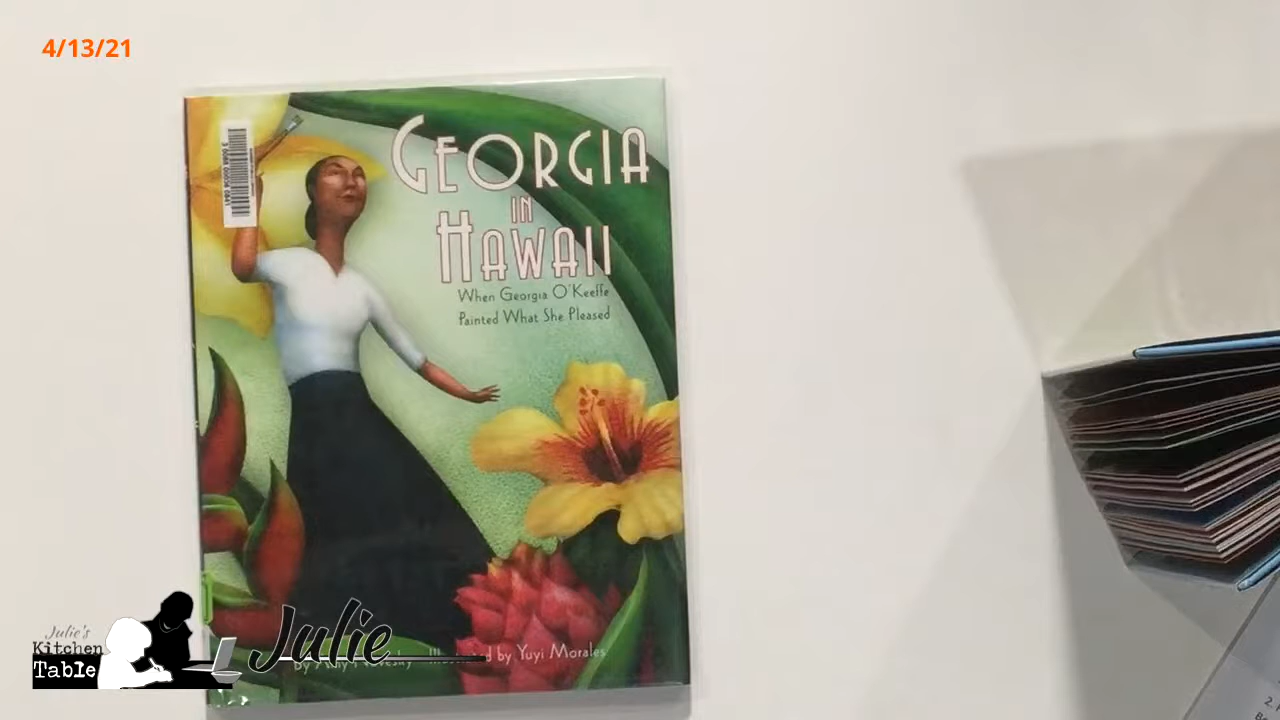 4/13/21
GEORGIA
IN
HAWAII
When Georgia O'Keeffe
Painted What She Pleased
by Yuyi Morales
Julie's
Kitchen
Table
Julie